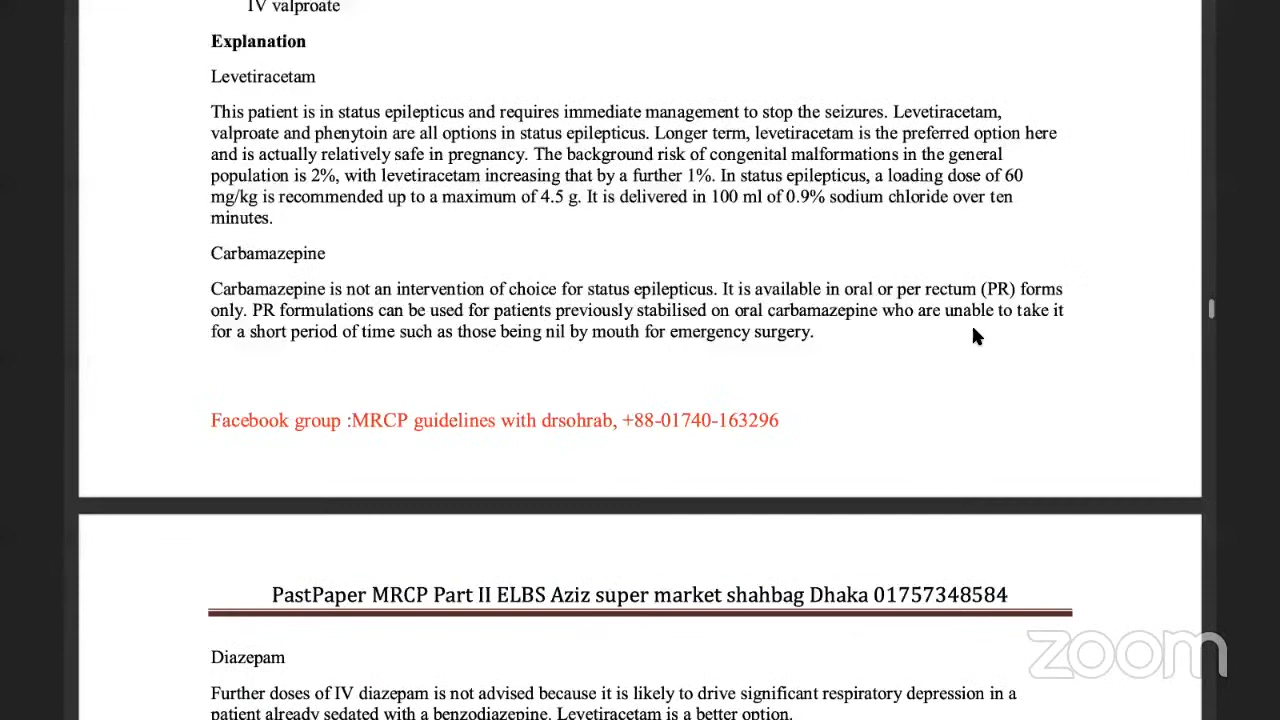 IV valproate
Explanation
Levetiracetam
This patient is in status epilepticus and requires immediate management to stop the seizures. Levetiracetam,
valproate and phenytoin are all options in status epilepticus. Longer term, levetiracetam is the preferred option here
and is actually relatively safe in pregnancy. The background risk of congenital malformations in the general
population is 2%, with levetiracetam increasing that by a further 1%. In status epilepticus, a loading dose of 60
mg/kg is recommended up to a maximum of 4.5 g. It is delivered in 100 ml of 0.9% sodium chloride over ten
minutes.
Carbamazepine
Carbamazepine is not an intervention of choice for status epilepticus. It is available in oral or per rectum (PR) forms
only. PR formulations can be used for patients previously stabilised on oral carbamazepine who are unable to take it
for a short period of time such as those being nil by mouth for emergency surgery.
Facebook group :MRCP guidelines with drsohrab, +88-01740-163296
PastPaper MRCP Part II ELBS Aziz super market shahbag Dhaka 01757348584
zoom
Diazepam
Further doses of IV diazepam is not advised because it is likely to drive significant respiratory depression in a
patient already sedated with a benzodiazepine. Levetiracetam is a better option.